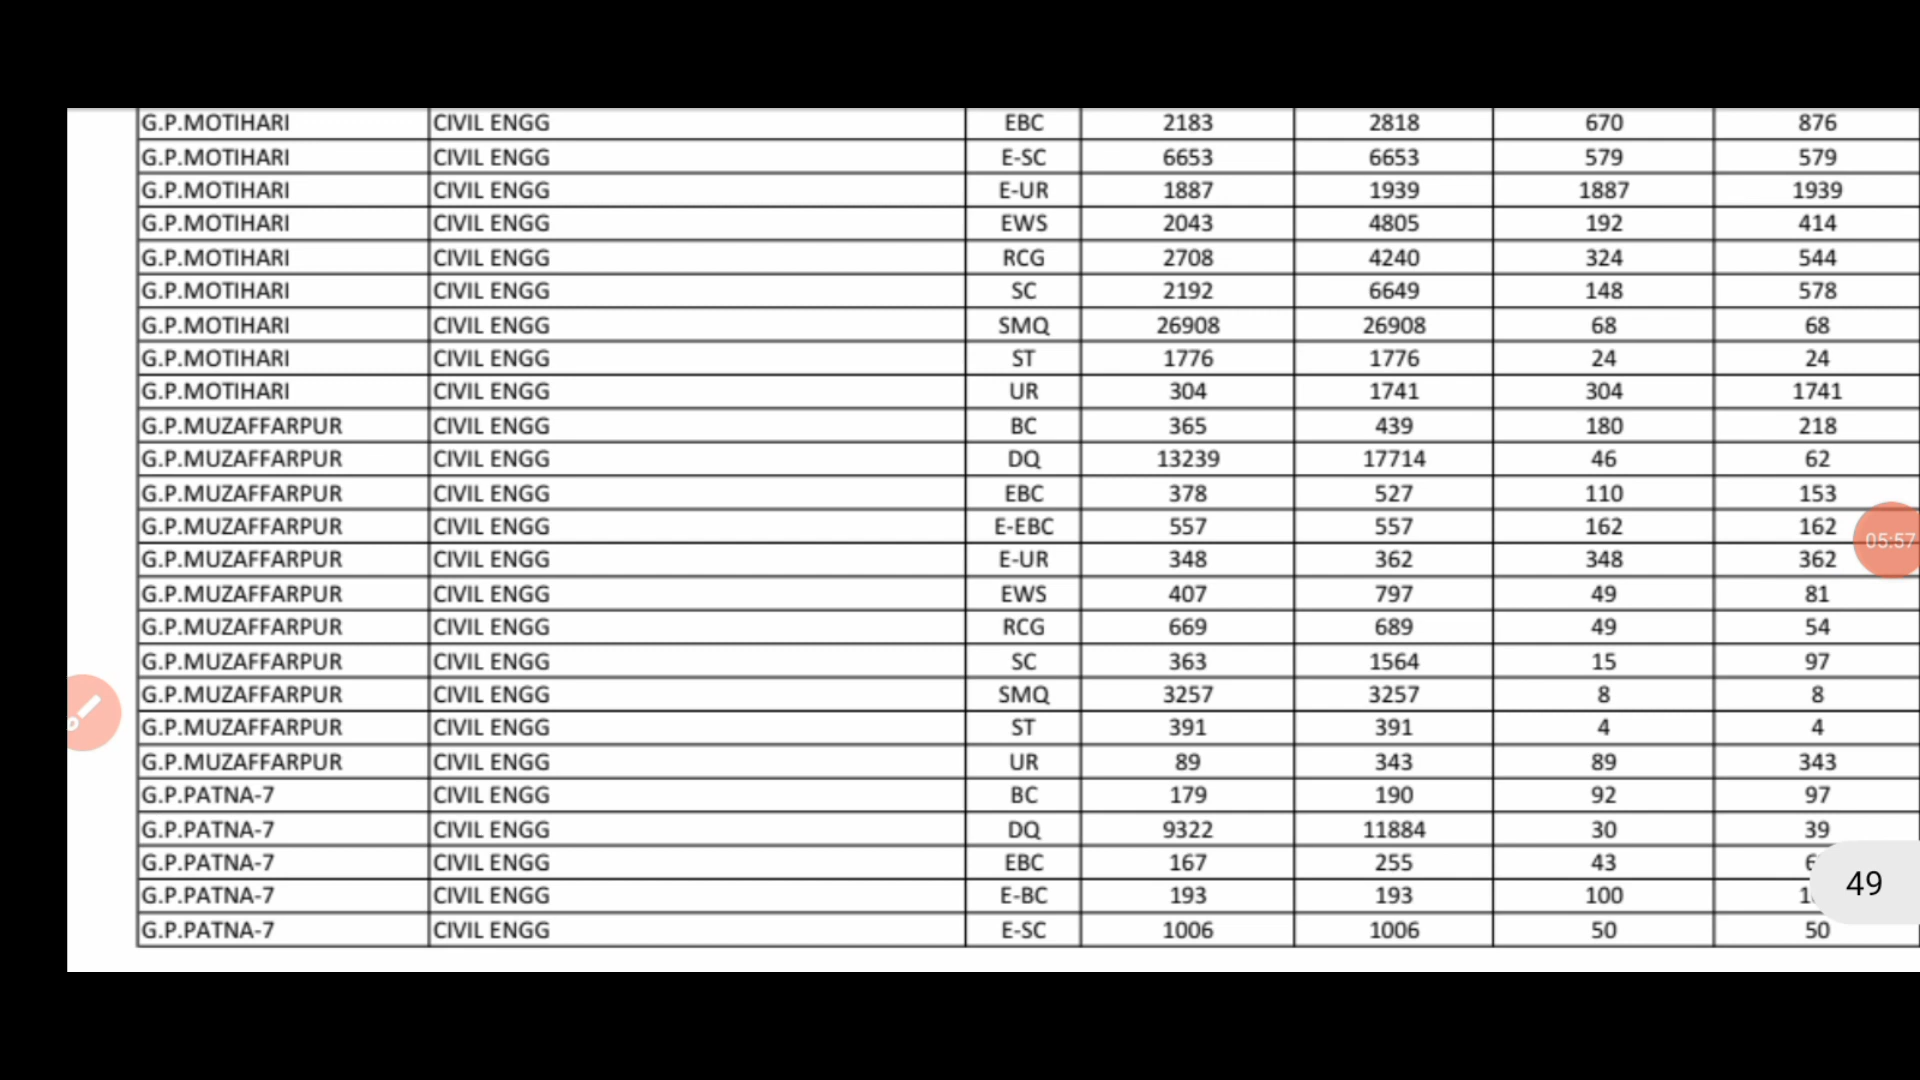 G.P.MOTIHARI CIVIL ENGG EBC 2183 2818 670 876
G.P.MOTIHARI CIVIL ENGG E-SC 6653 6653 579 579
G.P.MOTIHARI CIVIL ENGG E-UR 1887 1939 1887 1939
G.P.MOTIHARI CIVIL ENGG EWS 2043 4805 192 414
G.P.MOTIHARI CIVIL ENGG RCG 2708 4240 324 544
G.P.MOTIHARI CIVIL ENGG SC 2192 6649 148 578
G.P.MOTIHARI CIVIL ENGG SMQ 26908 26908 68 68
G.P.MOTIHARI CIVIL ENGG ST 1776 1776 24 24
G.P.MOTIHARI CIVIL ENGG UR 304 1741 304 1741
G.P.MUZAFFARPUR CIVIL ENGG BC 365 439 180 218
G.P.MUZAFFARPUR CIVIL ENGG DQ 13239 17714 46 62
G.P.MUZAFFARPUR CIVIL ENGG EBC 378 527 110 153
G.P.MUZAFFARPUR CIVIL ENGG E-EBC 557 557 162 162
05:57
G.P.MUZAFFARPUR CIVIL ENGG E-UR 348 362 348 362
G.P.MUZAFFARPUR CIVIL ENGG EWS 407 797 49 81
G.P.MUZAFFARPUR CIVIL ENGG RCG 669 689 49 54
G.P.MUZAFFARPUR CIVIL ENGG SC 363 1564 15 97
G.P.MUZAFFARPUR CIVIL ENGG SMQ 3257 3257 8 8
G.P.MUZAFFARPUR CIVIL ENGG ST 391 391 4 4
G.P.MUZAFFARPUR CIVIL ENGG UR 89 343 89 343
G.P.PATNA-7 CIVIL ENGG BC 179 190 92 97
G.P.PATNA-7 CIVIL ENGG DQ 9322 11884 30 39
G.P.PATNA-7 CIVIL ENGG EBC 167 255 43
49
G.P.PATNA-7 CIVIL ENGG E-BC 193 193 100
G.P.PATNA-7 CIVIL ENGG E-SC 1006 1006 50 50